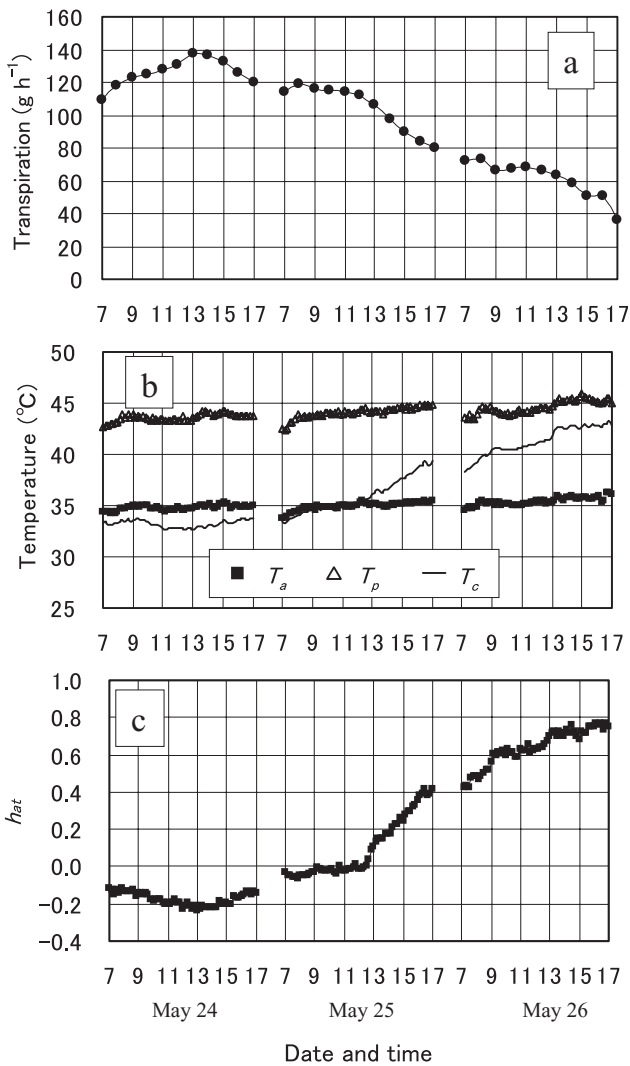 a
Transpiration (g h⁻¹)
160
140
120
100
80
60
40
20
0
7 9 11 13 15 17 7 9 11 13 15 17 7 9 11 13 15 17
b
Temperature (°C)
50
45
40
35
30
25
Ta Tp Tc
7 9 11 13 15 17 7 9 11 13 15 17 7 9 11 13 15 17
c
hat
1.0
0.8
0.6
0.4
0.2
0.0
−0.2
−0.4
7 9 11 13 15 17 7 9 11 13 15 17 7 9 11 13 15 17
May 24 May 25 May 26
Date and time